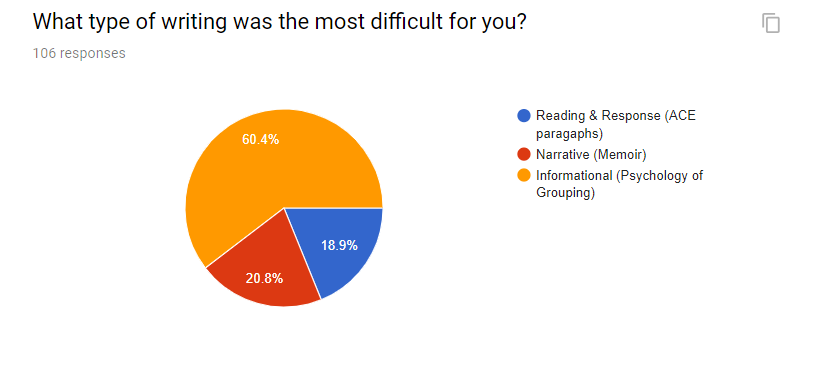 What type of writing was the most difficult for you?
106 responses
60.4%
18.9%
20.8%
Reading & Response (ACE
paragaphs)
Narrative (Memoir)
Informational (Psychology of
Grouping)